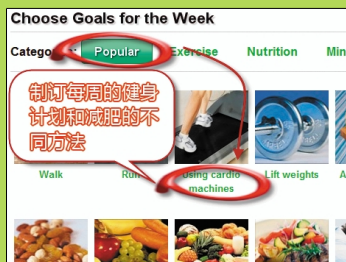 Choose Goals for the Week
Popular Exercise Nutrition
制订每周的健身
计划和减肥的不
同方法
Walk
Using cardio
machines
Lift weights